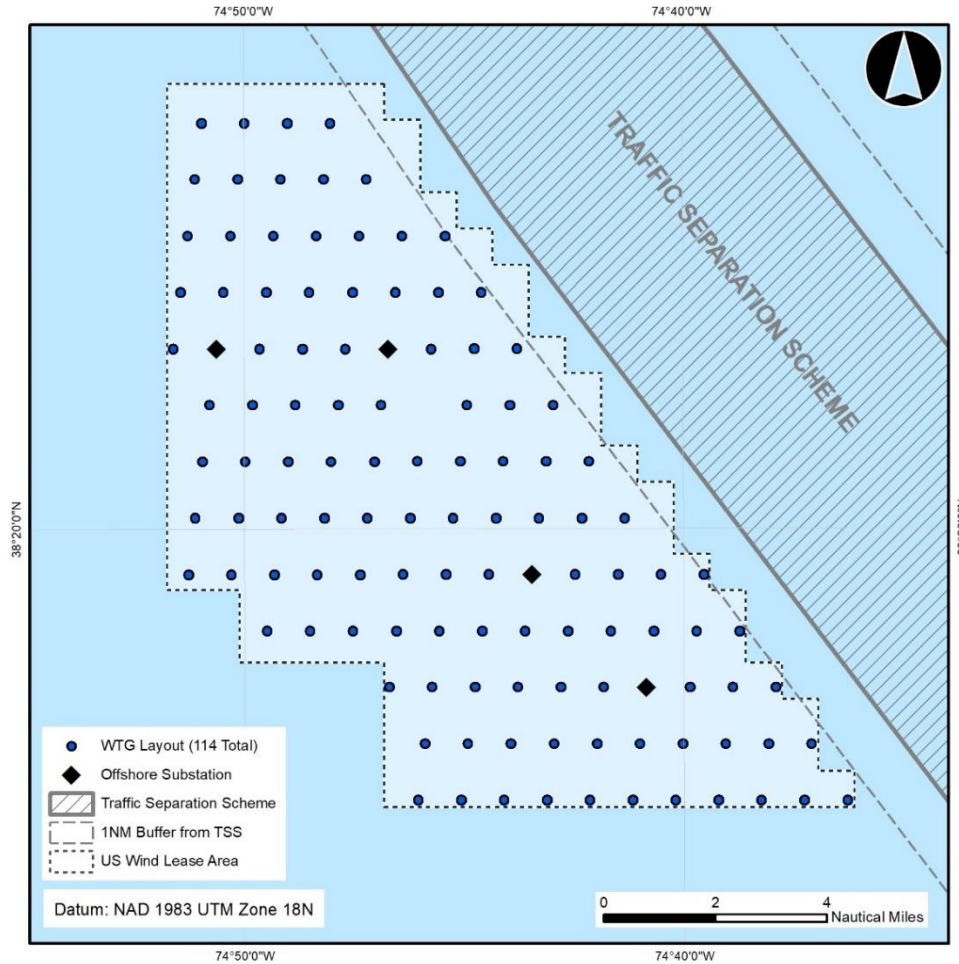 74°50'0"W 74°40'0"W
TRAFFIC SEPARATION SCHEME
38°20'0"N
WTG Layout (114 Total)
Offshore Substation
Traffic Separation Scheme
1NM Buffer from TSS
US Wind Lease Area
Datum: NAD 1983 UTM Zone 18N
0 2 4
Nautical Miles
74°50'0"W 74°40'0"W